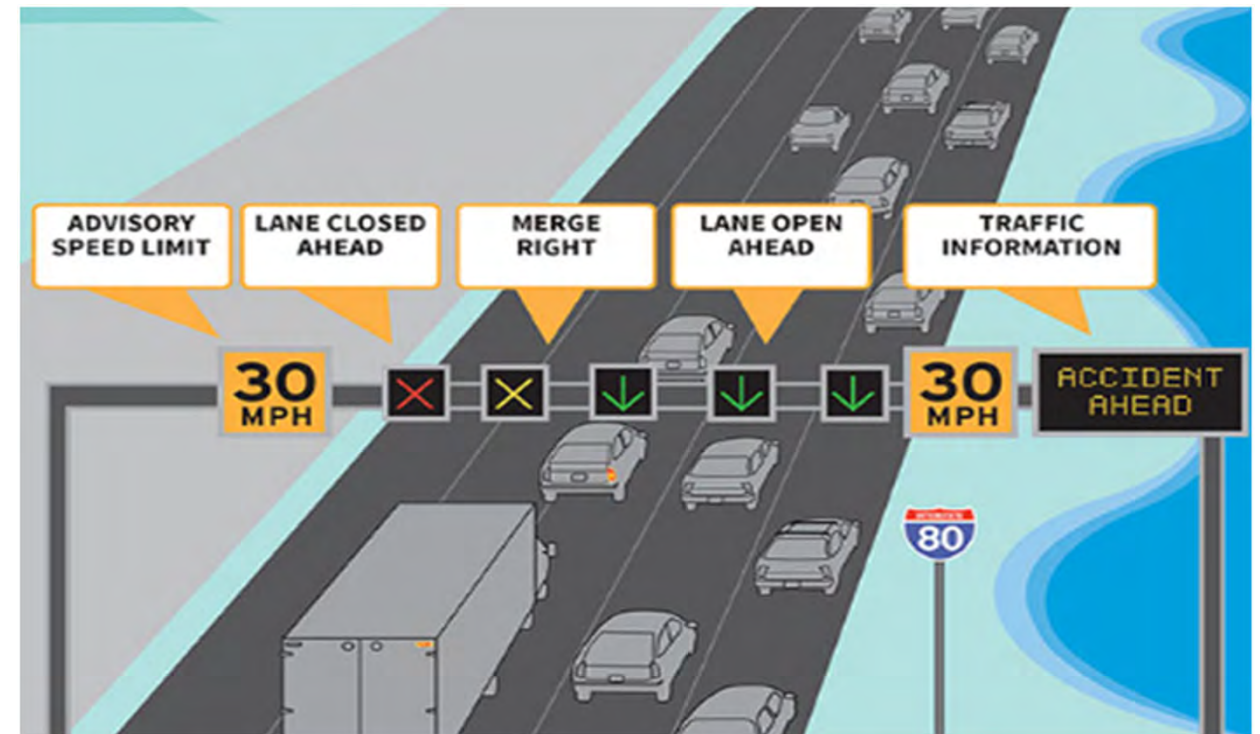 ADVISORY
SPEED LIMIT
LANE CLOSED
AHEAD
MERGE
RIGHT
LANE OPEN
AHEAD
TRAFFIC
INFORMATION
30
MPH
30
MPH
ACCIDENT
AHEAD
INTERSTATE
80